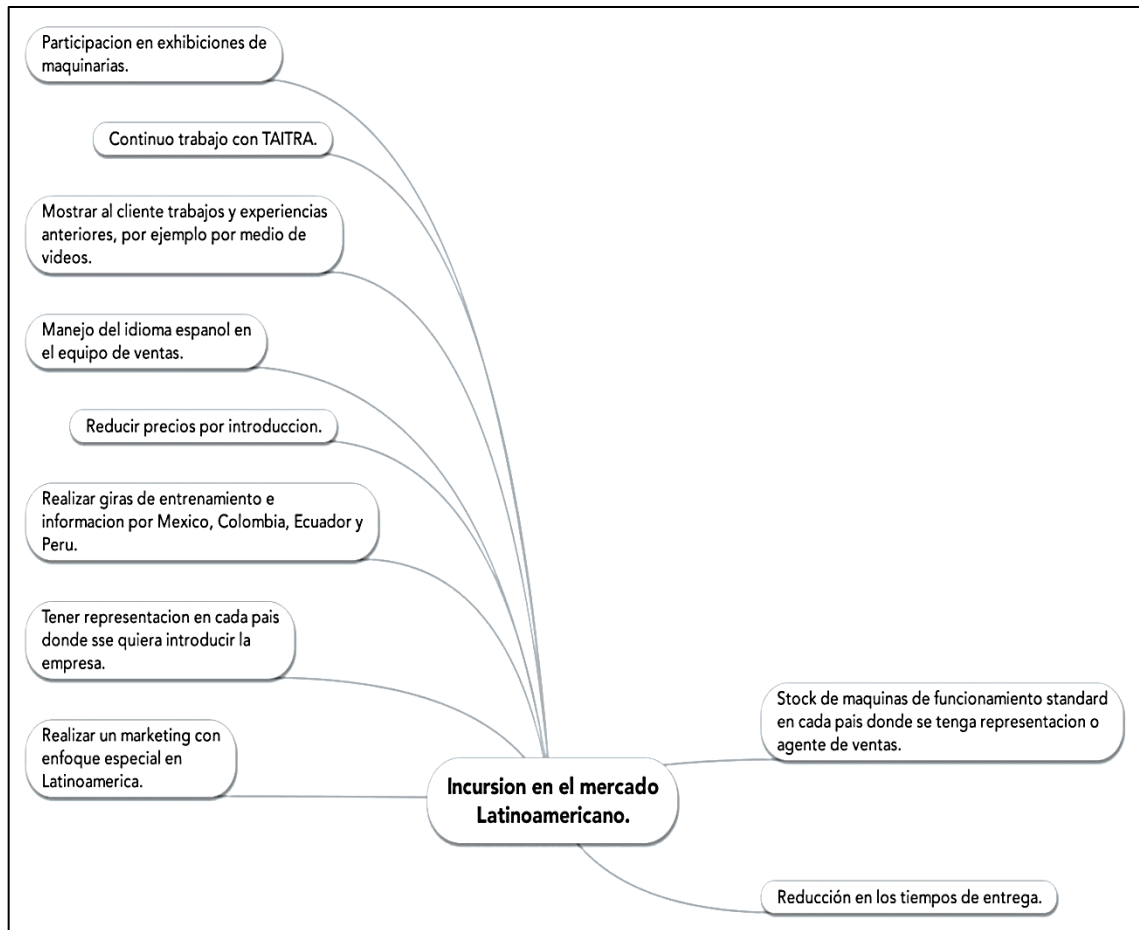 Participacion en exhibiciones de
maquinarias.
Continuo trabajo con TAITRA.
Mostrar al cliente trabajos y experiencias
anteriores, por ejemplo por medio de
videos.
Manejo del idioma espanol en
el equipo de ventas.
Reducir precios por introduccion.
Realizar giras de entrenamiento e
informacion por Mexico, Colombia, Ecuador y
Peru.
Tener representacion en cada pais
donde sse quiera introducir la
empresa.
Realizar un marketing con
enfoque especial en
Latinoamerica.
Incursion en el mercado
Latinoamericano.
Stock de maquinas de funcionamiento standard
en cada pais donde se tenga representacion o
agente de ventas.
Reducción en los tiempos de entrega.